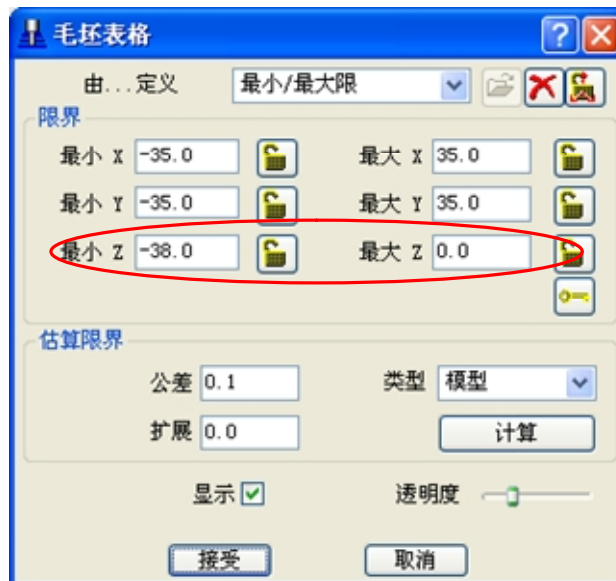 毛坯表格
由...定义 最小/最大限
限界
最小 X -35.0 最大 X 35.0
最小 Y -35.0 最大 Y 35.0
最小 Z -38.0 最大 Z 0.0
估算限界
公差 0.1 类型 模型
扩展 0.0 计算
显示 透明度
接受 取消